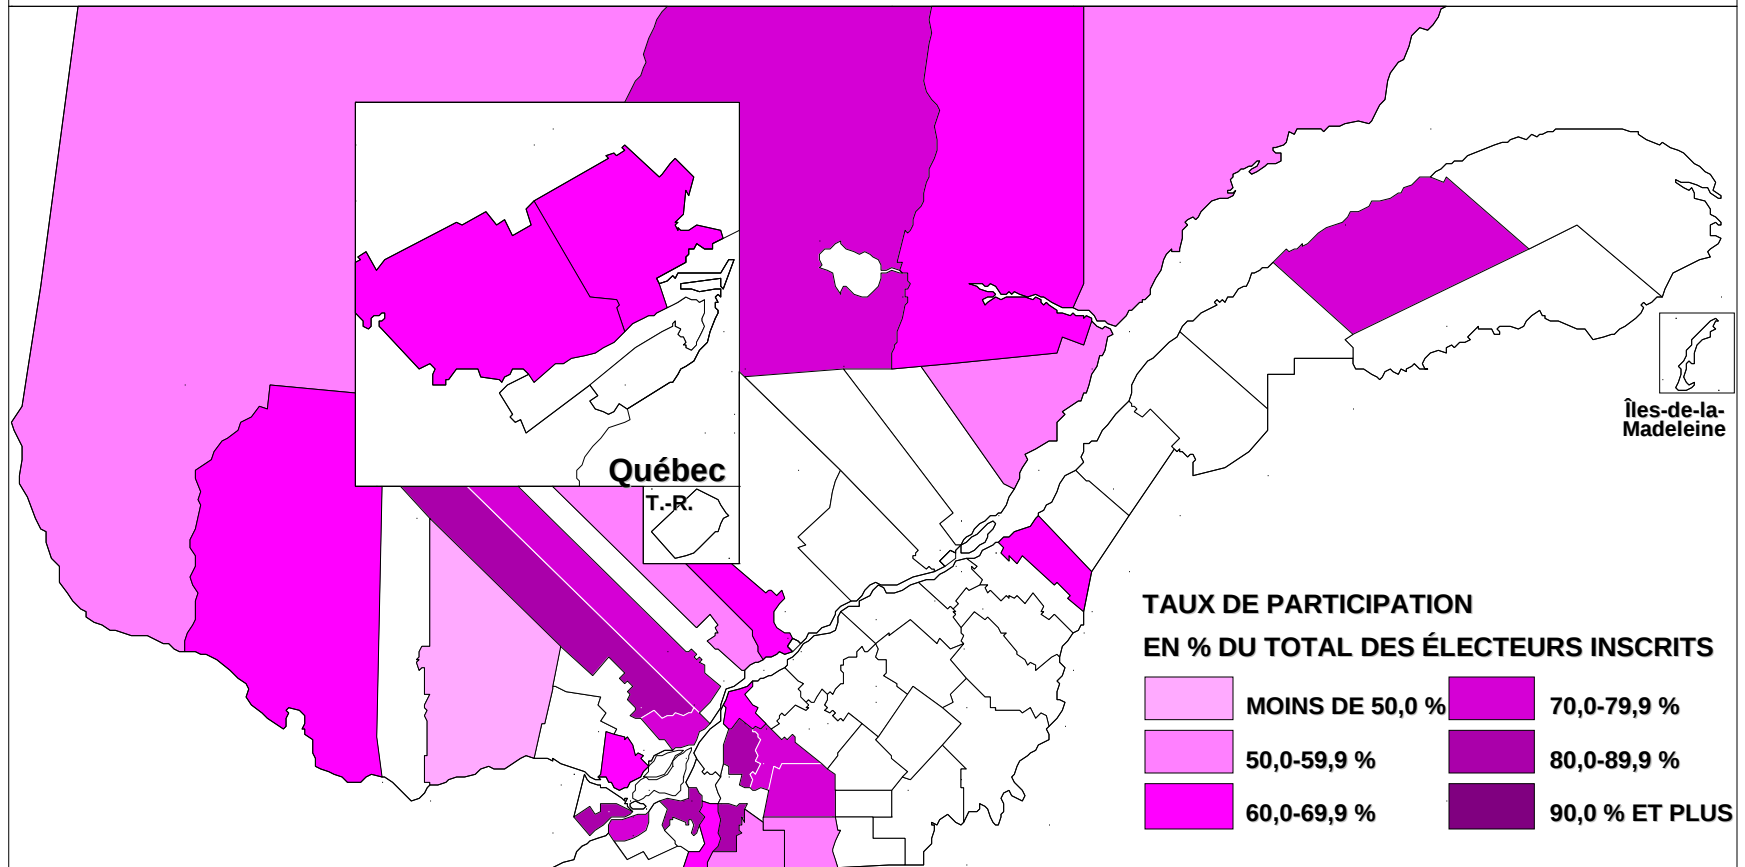 Québec
T.-R.
Îles-de-la-
Madeleine
TAUX DE PARTICIPATION
EN % DU TOTAL DES ÉLECTEURS INSCRITS
MOINS DE 50,0 %
50,0-59,9 %
60,0-69,9 %
70,0-79,9 %
80,0-89,9 %
90,0 % ET PLUS